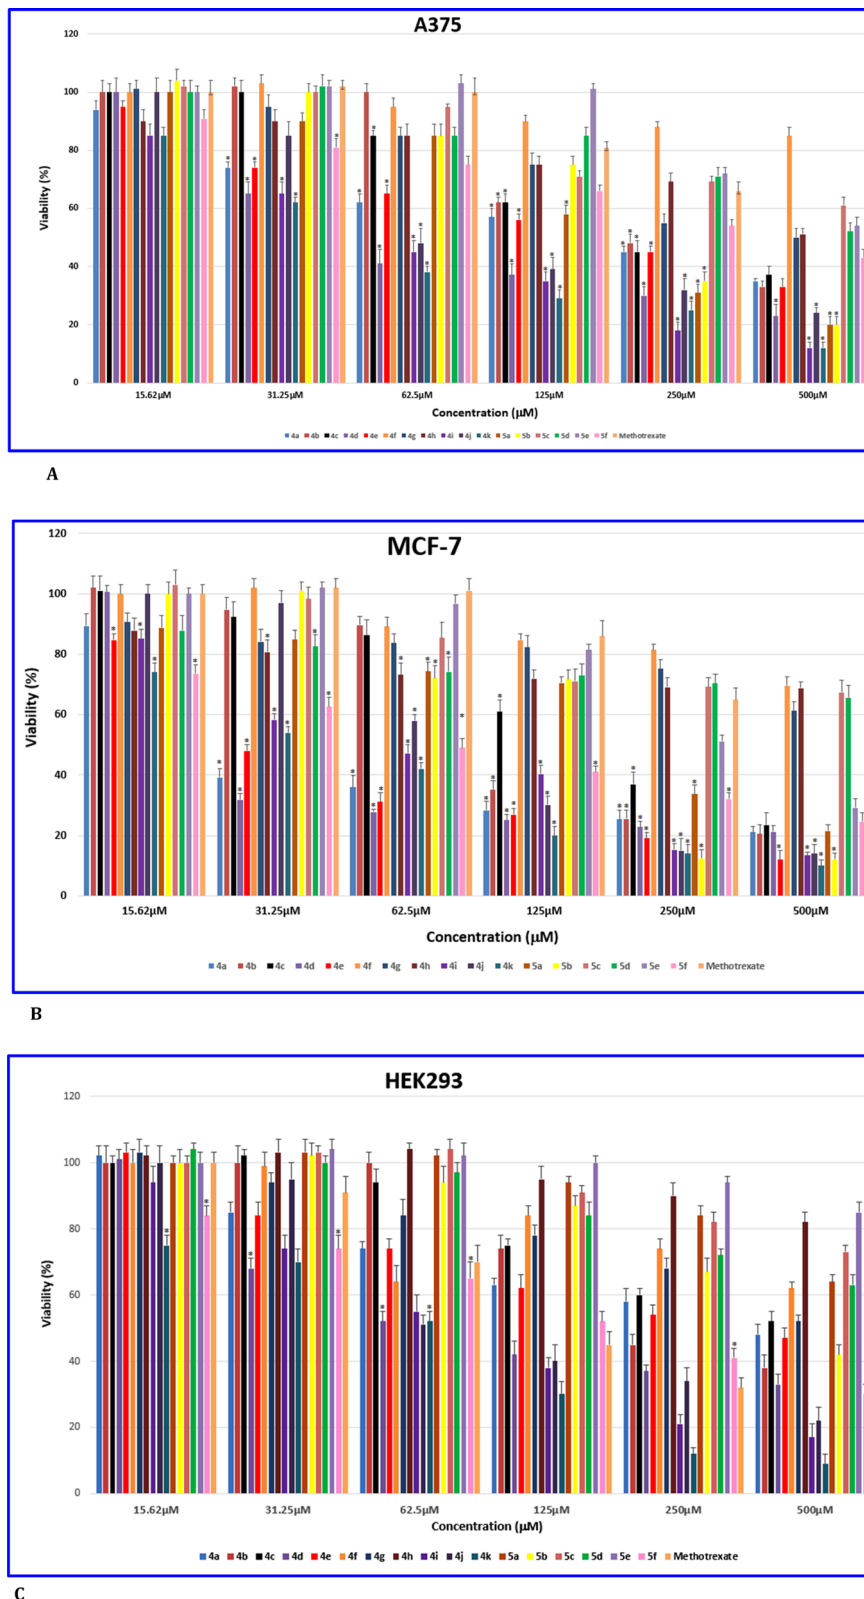 A375
120
100
80
60
40
20
0
Viability (%)
15.62µM 31.25µM 62.5µM 125µM 250µM 500µM
Concentration (µM)
4a 4b 4c 4d 4e 4f 4g 4h 4i 4j 4k 5a 5b 5c 5d 5e 5f Methotrexate
A
MCF-7
120
100
80
60
40
20
0
Viability (%)
15.62µM 31.25µM 62.5µM 125µM 250µM 500µM
Concentration (µM)
4a 4b 4c 4d 4e 4f 4g 4h 4i 4j 4k 5a 5b 5c 5d 5e 5f Methotrexate
B
HEK293
120
100
80
60
40
20
0
Viability (%)
15.62µM 31.25µM 62.5µM 125µM 250µM 500µM
Concentration (µM)
4a 4b 4c 4d 4e 4f 4g 4h 4i 4j 4k 5a 5b 5c 5d 5e 5f Methotrexate
C